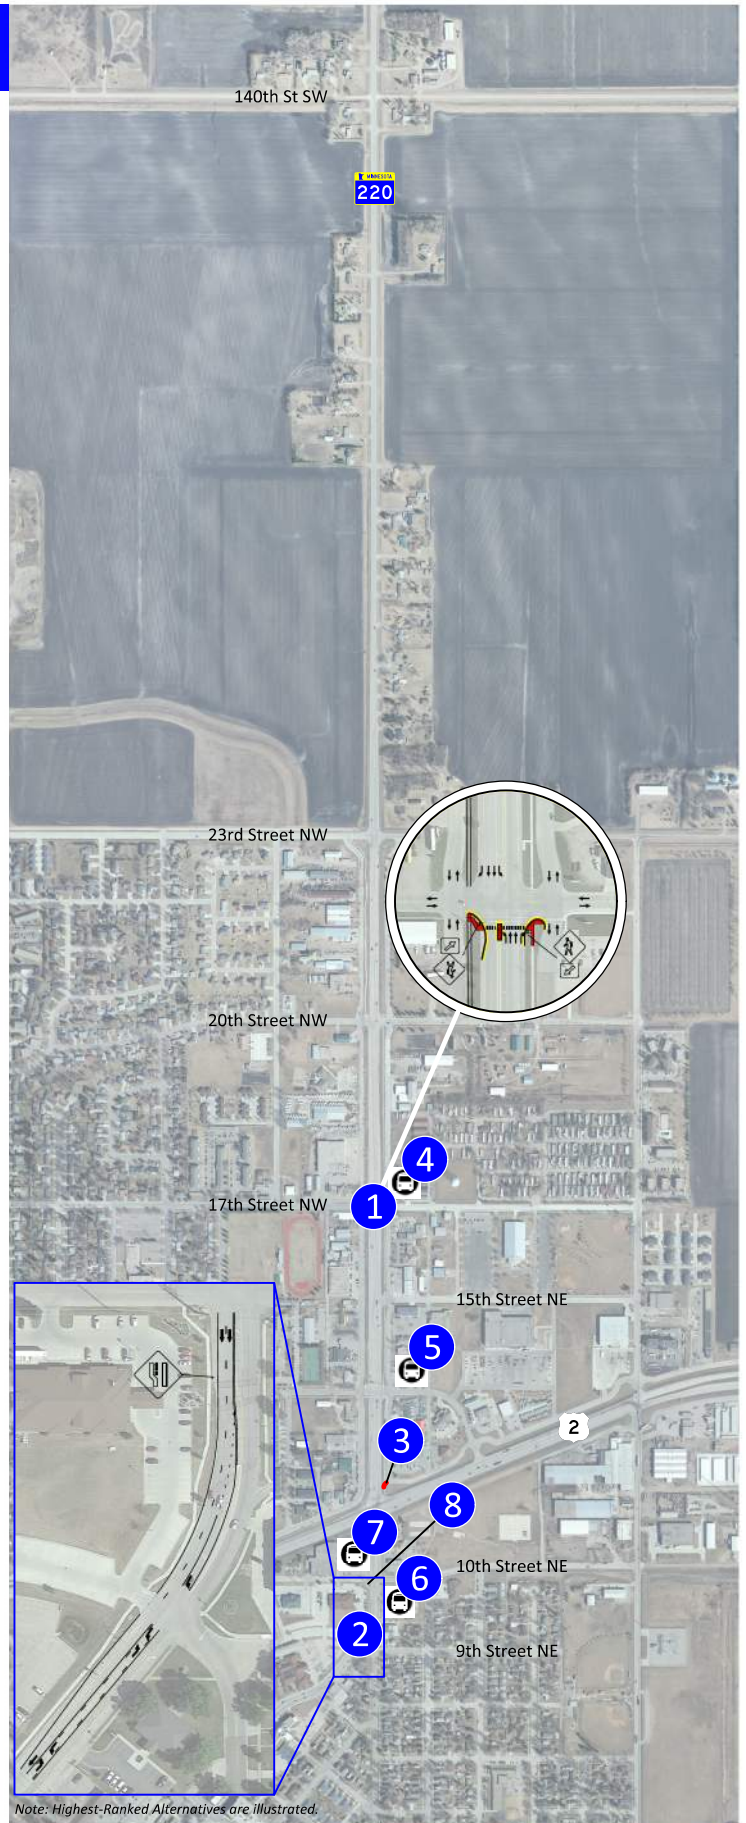 140th St SW
MINNESOTA
220
23rd Street NW
20th Street NW
4
17th Street NW
1
15th Street NE
5
2
3
8
7
10th Street NE
6
2
9th Street NE
Note: Highest-Ranked Alternatives are illustrated.